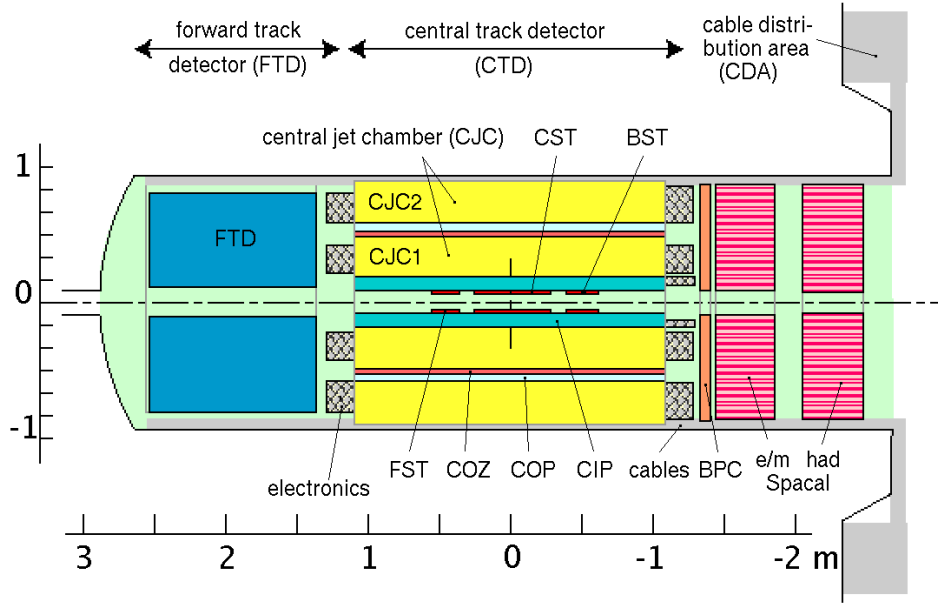 forward track
detector (FTD)
central track detector
(CTD)
cable distri-
bution area
(CDA)
central jet chamber (CJC)
CST
BST
1
CJC2
FTD
CJC1
0
-1
FST
COZ
COP
CIP
cables
BPC
e/m
had
Spacal
electronics
3
2
1
0
-1
-2
m